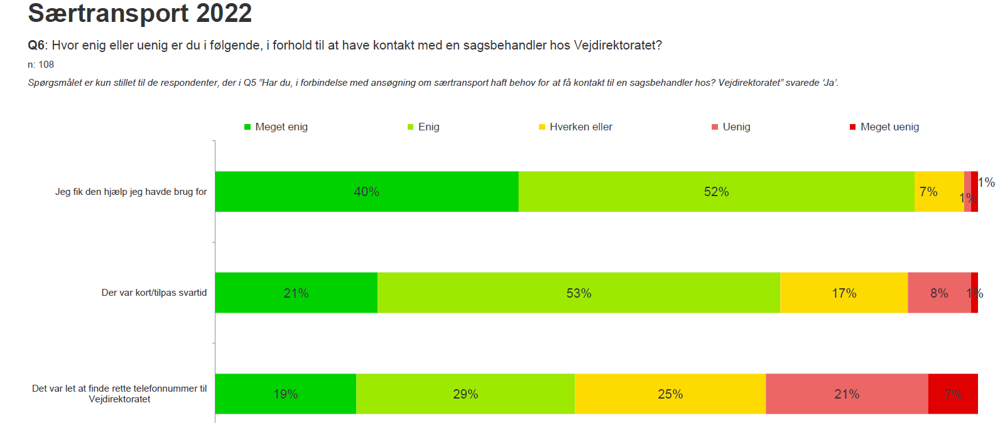 Særtransport 2022
Q6: Hvor enig eller uenig er du i følgende, i forhold til at have kontakt med en sagsbehandler hos Vejdirektoratet?
n: 108
Spørgsmålet er kun stillet til de respondenter, der i Q5 ”Har du, i forbindelse med ansøgning om særtransport haft behov for at få kontakt til en sagsbehandler hos? Vejdirektoratet” svarede ‘Ja’.
Meget enig Enig Hverken eller Uenig Meget uenig
Jeg fik den hjælp jeg havde brug for 40% 52% 7% 1% 1%
Der var kort/tilpas svartid 21% 53% 17% 8% 1%
Det var let at finde rette telefonnummer til
Vejdirektoratet
19% 29% 25% 21% 7%